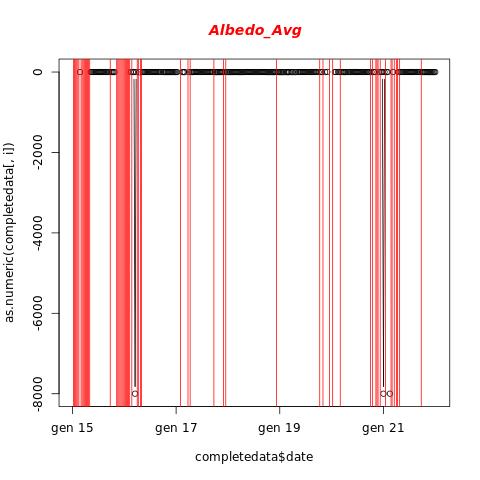 Albedo_Avg
as.numeric(completedata[, i])
0
-2000
-4000
-6000
-8000
gen 15
gen 17
gen 19
gen 21
completedata$date